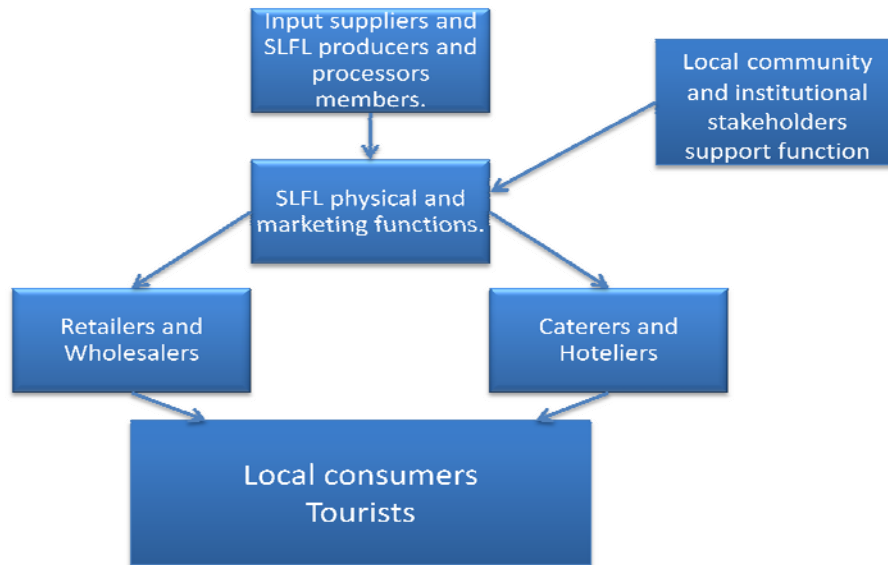 Input suppliers and
SLFL producers and
processors
members.
Local community
and institutional
stakeholders
support function
SLFL physical and
marketing functions.
Retailers and
Wholesalers
Caterers and
Hoteliers
Local consumers
Tourists